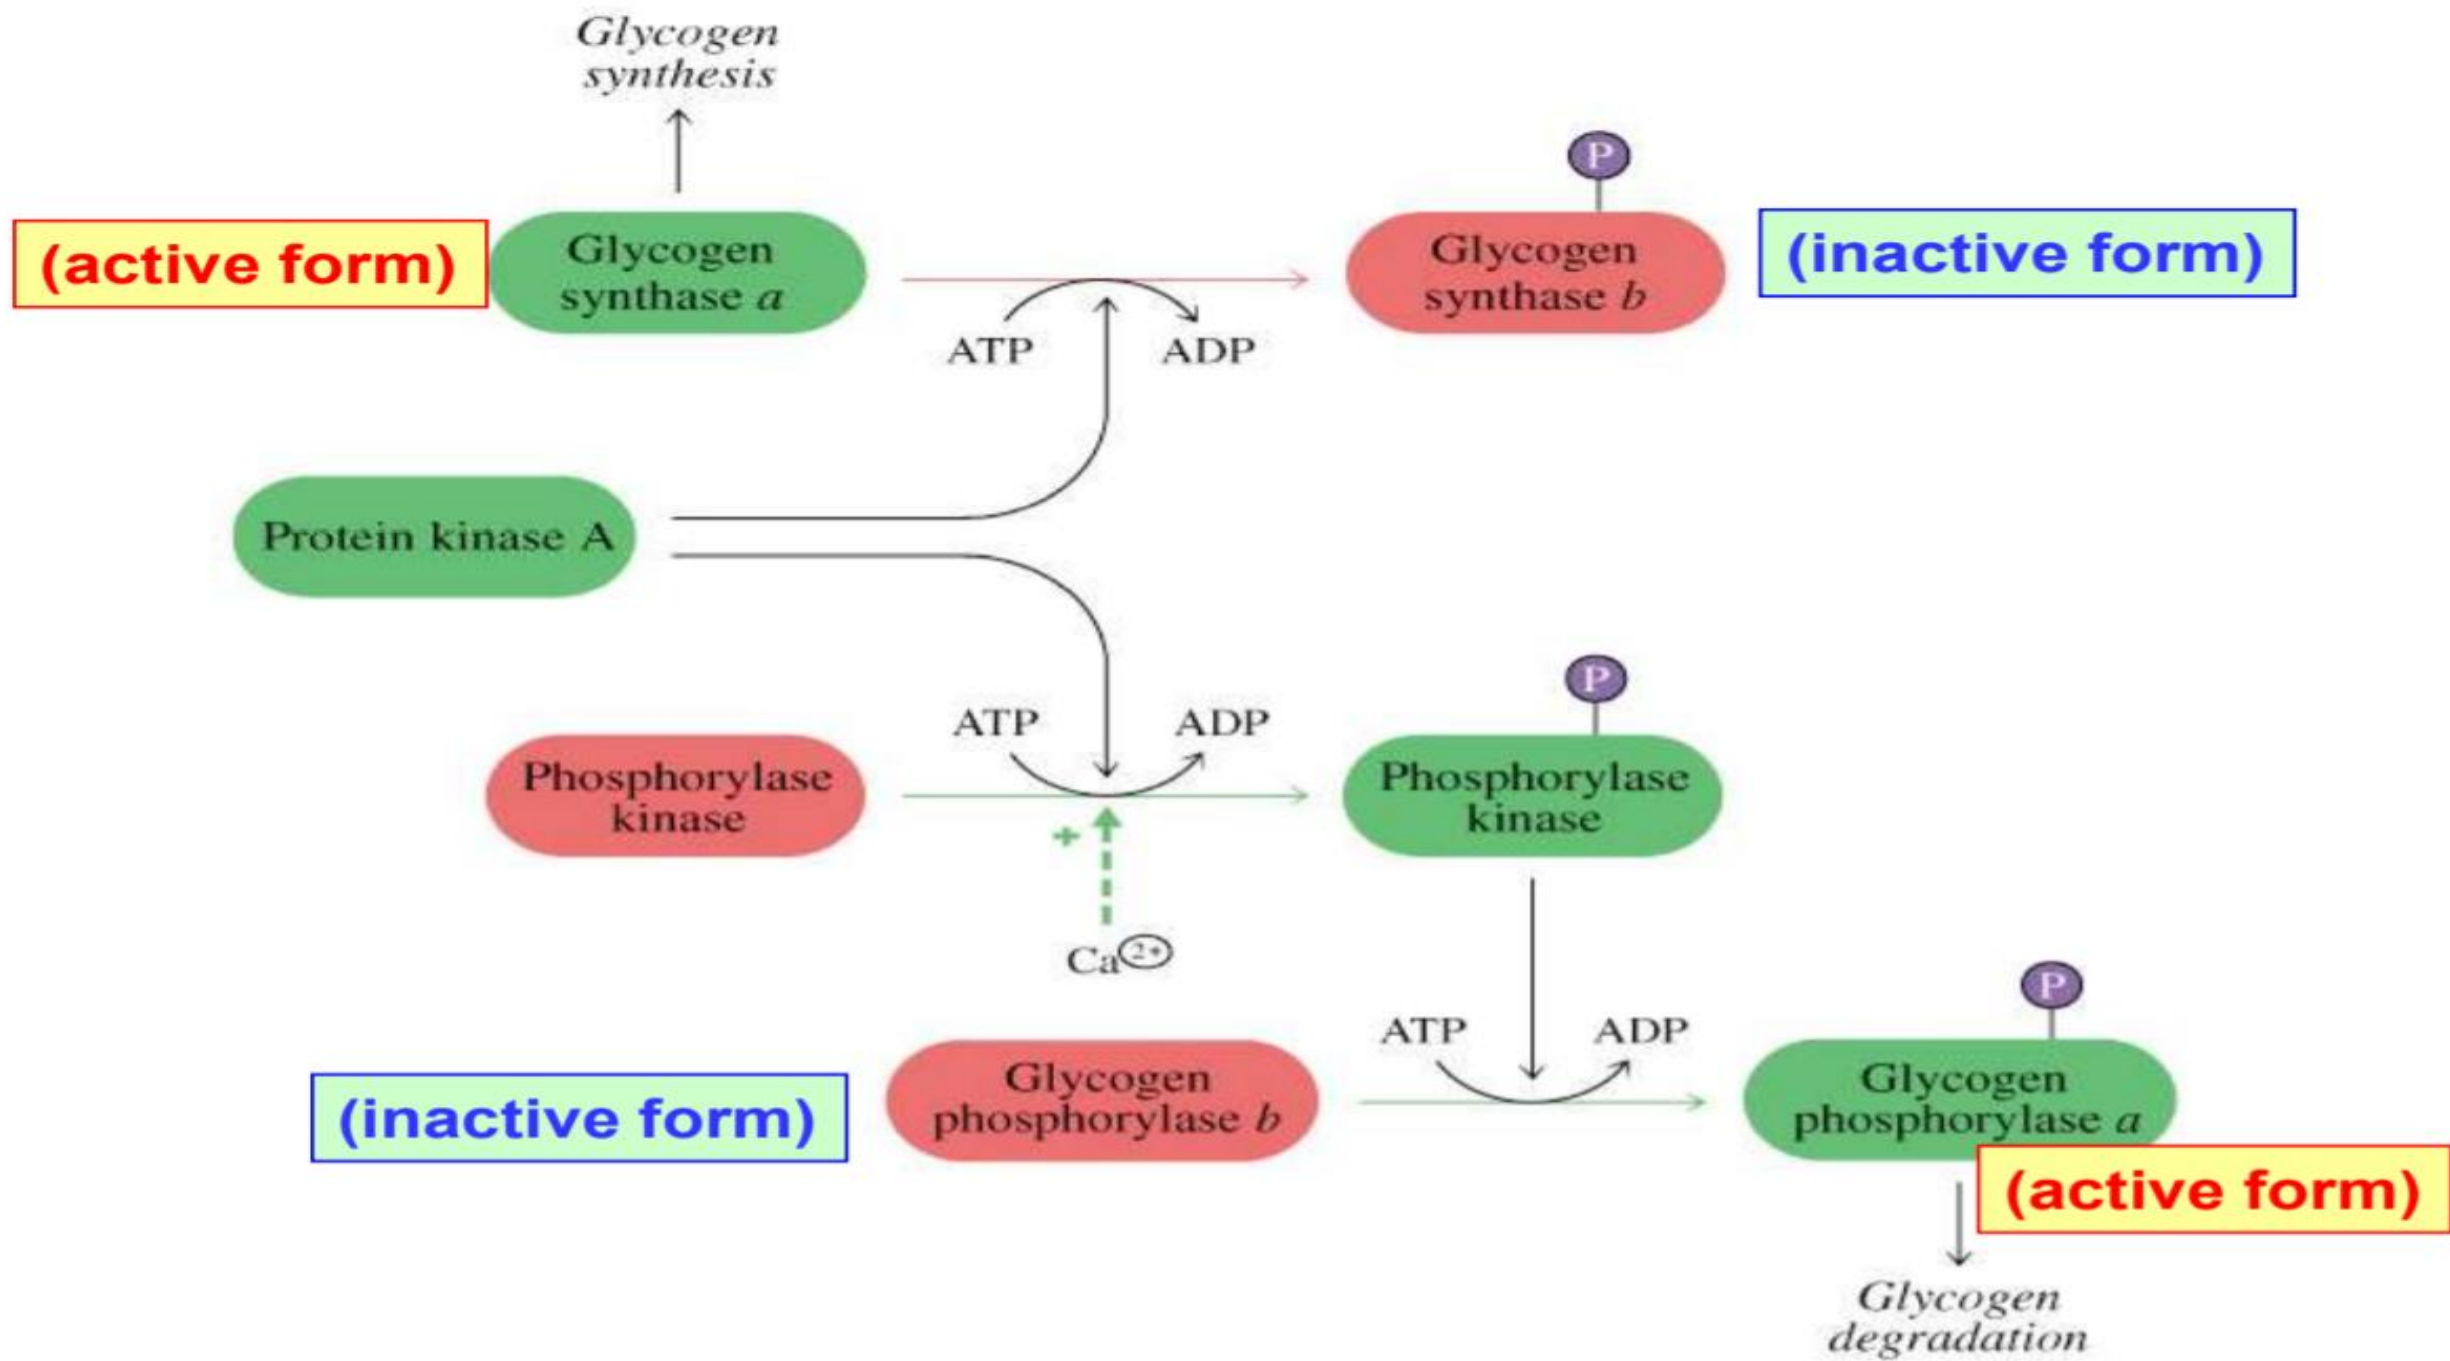 Glycogen
synthesis
P
(active form)
Glycogen
synthase a
Glycogen
synthase b
(inactive form)
ATP
ADP
Protein kinase A
P
ATP
ADP
Phosphorylase
kinase
Phosphorylase
kinase
+
Ca2+
P
ATP
ADP
(inactive form)
Glycogen
phosphorylase b
Glycogen
phosphorylase a
(active form)
Glycogen
degradation